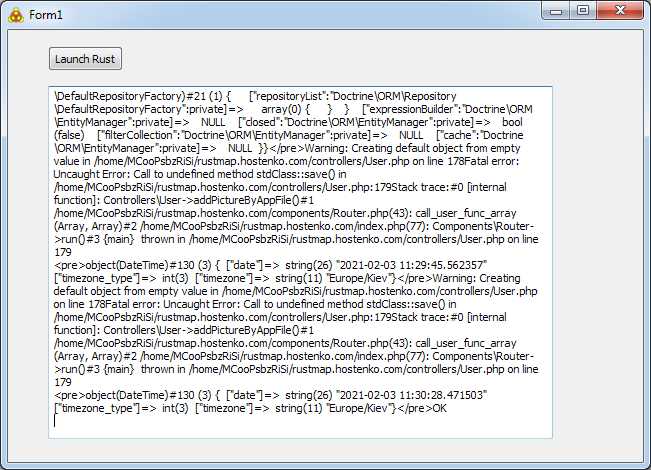 Form1
Launch Rust
\DefaultRepositoryFactory)#21 (1) {      ["repositoryList":"Doctrine\ORM\Repository
\DefaultRepositoryFactory":private]=>      array(0) {      }    }    ["expressionBuilder":"Doctrine\ORM
\EntityManager":private]=>    NULL    ["closed":"Doctrine\ORM\EntityManager":private]=>    bool
(false)    ["filterCollection":"Doctrine\ORM\EntityManager":private]=>    NULL    ["cache":"Doctrine
\ORM\EntityManager":private]=>    NULL  }}</pre>Warning: Creating default object from empty
value in /home/MCooPsbzRiSi/rustmap.hostenko.com/controllers/User.php on line 178Fatal error:
Uncaught Error: Call to undefined method stdClass::save() in
/home/MCooPsbzRiSi/rustmap.hostenko.com/controllers/User.php:179Stack trace:#0 [internal
function]: Controllers\User->addPictureByAppFile()#1
/home/MCooPsbzRiSi/rustmap.hostenko.com/components/Router.php(43): call_user_func_array
(Array, Array)#2 /home/MCooPsbzRiSi/rustmap.hostenko.com/index.php(77): Components\Router-
>run()#3 {main}  thrown in /home/MCooPsbzRiSi/rustmap.hostenko.com/controllers/User.php on line
179
<pre>object(DateTime)#130 (3) {  ["date"]=>  string(26) "2021-02-03 11:29:45.562357"
["timezone_type"]=>  int(3)  ["timezone"]=>  string(11) "Europe/Kiev"}</pre>Warning: Creating
default object from empty value in /home/MCooPsbzRiSi/rustmap.hostenko.com/controllers/User.php
on line 178Fatal error: Uncaught Error: Call to undefined method stdClass::save() in
/home/MCooPsbzRiSi/rustmap.hostenko.com/controllers/User.php:179Stack trace:#0 [internal
function]: Controllers\User->addPictureByAppFile()#1
/home/MCooPsbzRiSi/rustmap.hostenko.com/components/Router.php(43): call_user_func_array
(Array, Array)#2 /home/MCooPsbzRiSi/rustmap.hostenko.com/index.php(77): Components\Router-
>run()#3 {main}  thrown in /home/MCooPsbzRiSi/rustmap.hostenko.com/controllers/User.php on line
179
<pre>object(DateTime)#130 (3) {  ["date"]=>  string(26) "2021-02-03 11:30:28.471503"
["timezone_type"]=>  int(3)  ["timezone"]=>  string(11) "Europe/Kiev"}</pre>OK